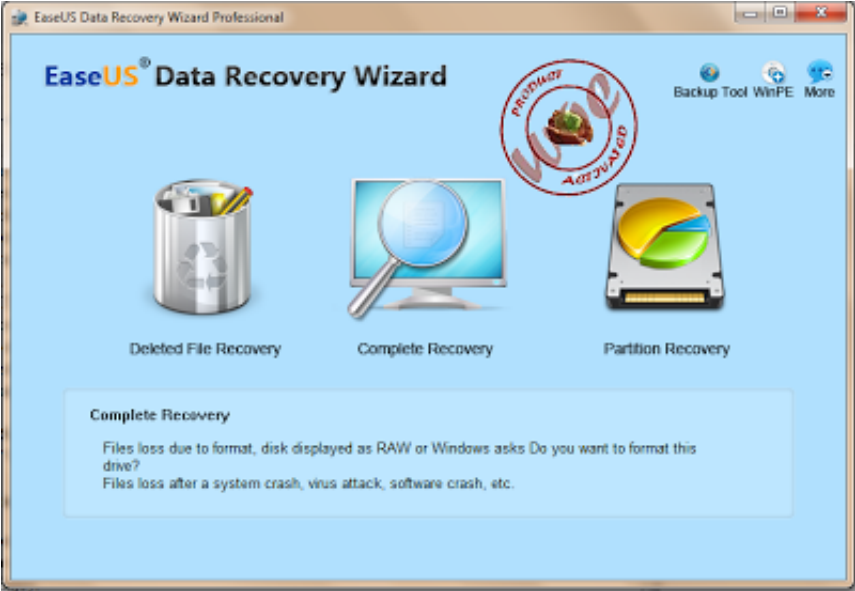 EaseUS Data Recovery Wizard Professional
EaseUS® Data Recovery Wizard
PRODUCT
ACTIVATED
Backup Tool WinPE More
Deleted File Recovery Complete Recovery Partition Recovery
Complete Recovery
Files loss due to format, disk displayed as RAW or Windows asks Do you want to format this
drive?
Files loss after a system crash, virus attack, software crash, etc.